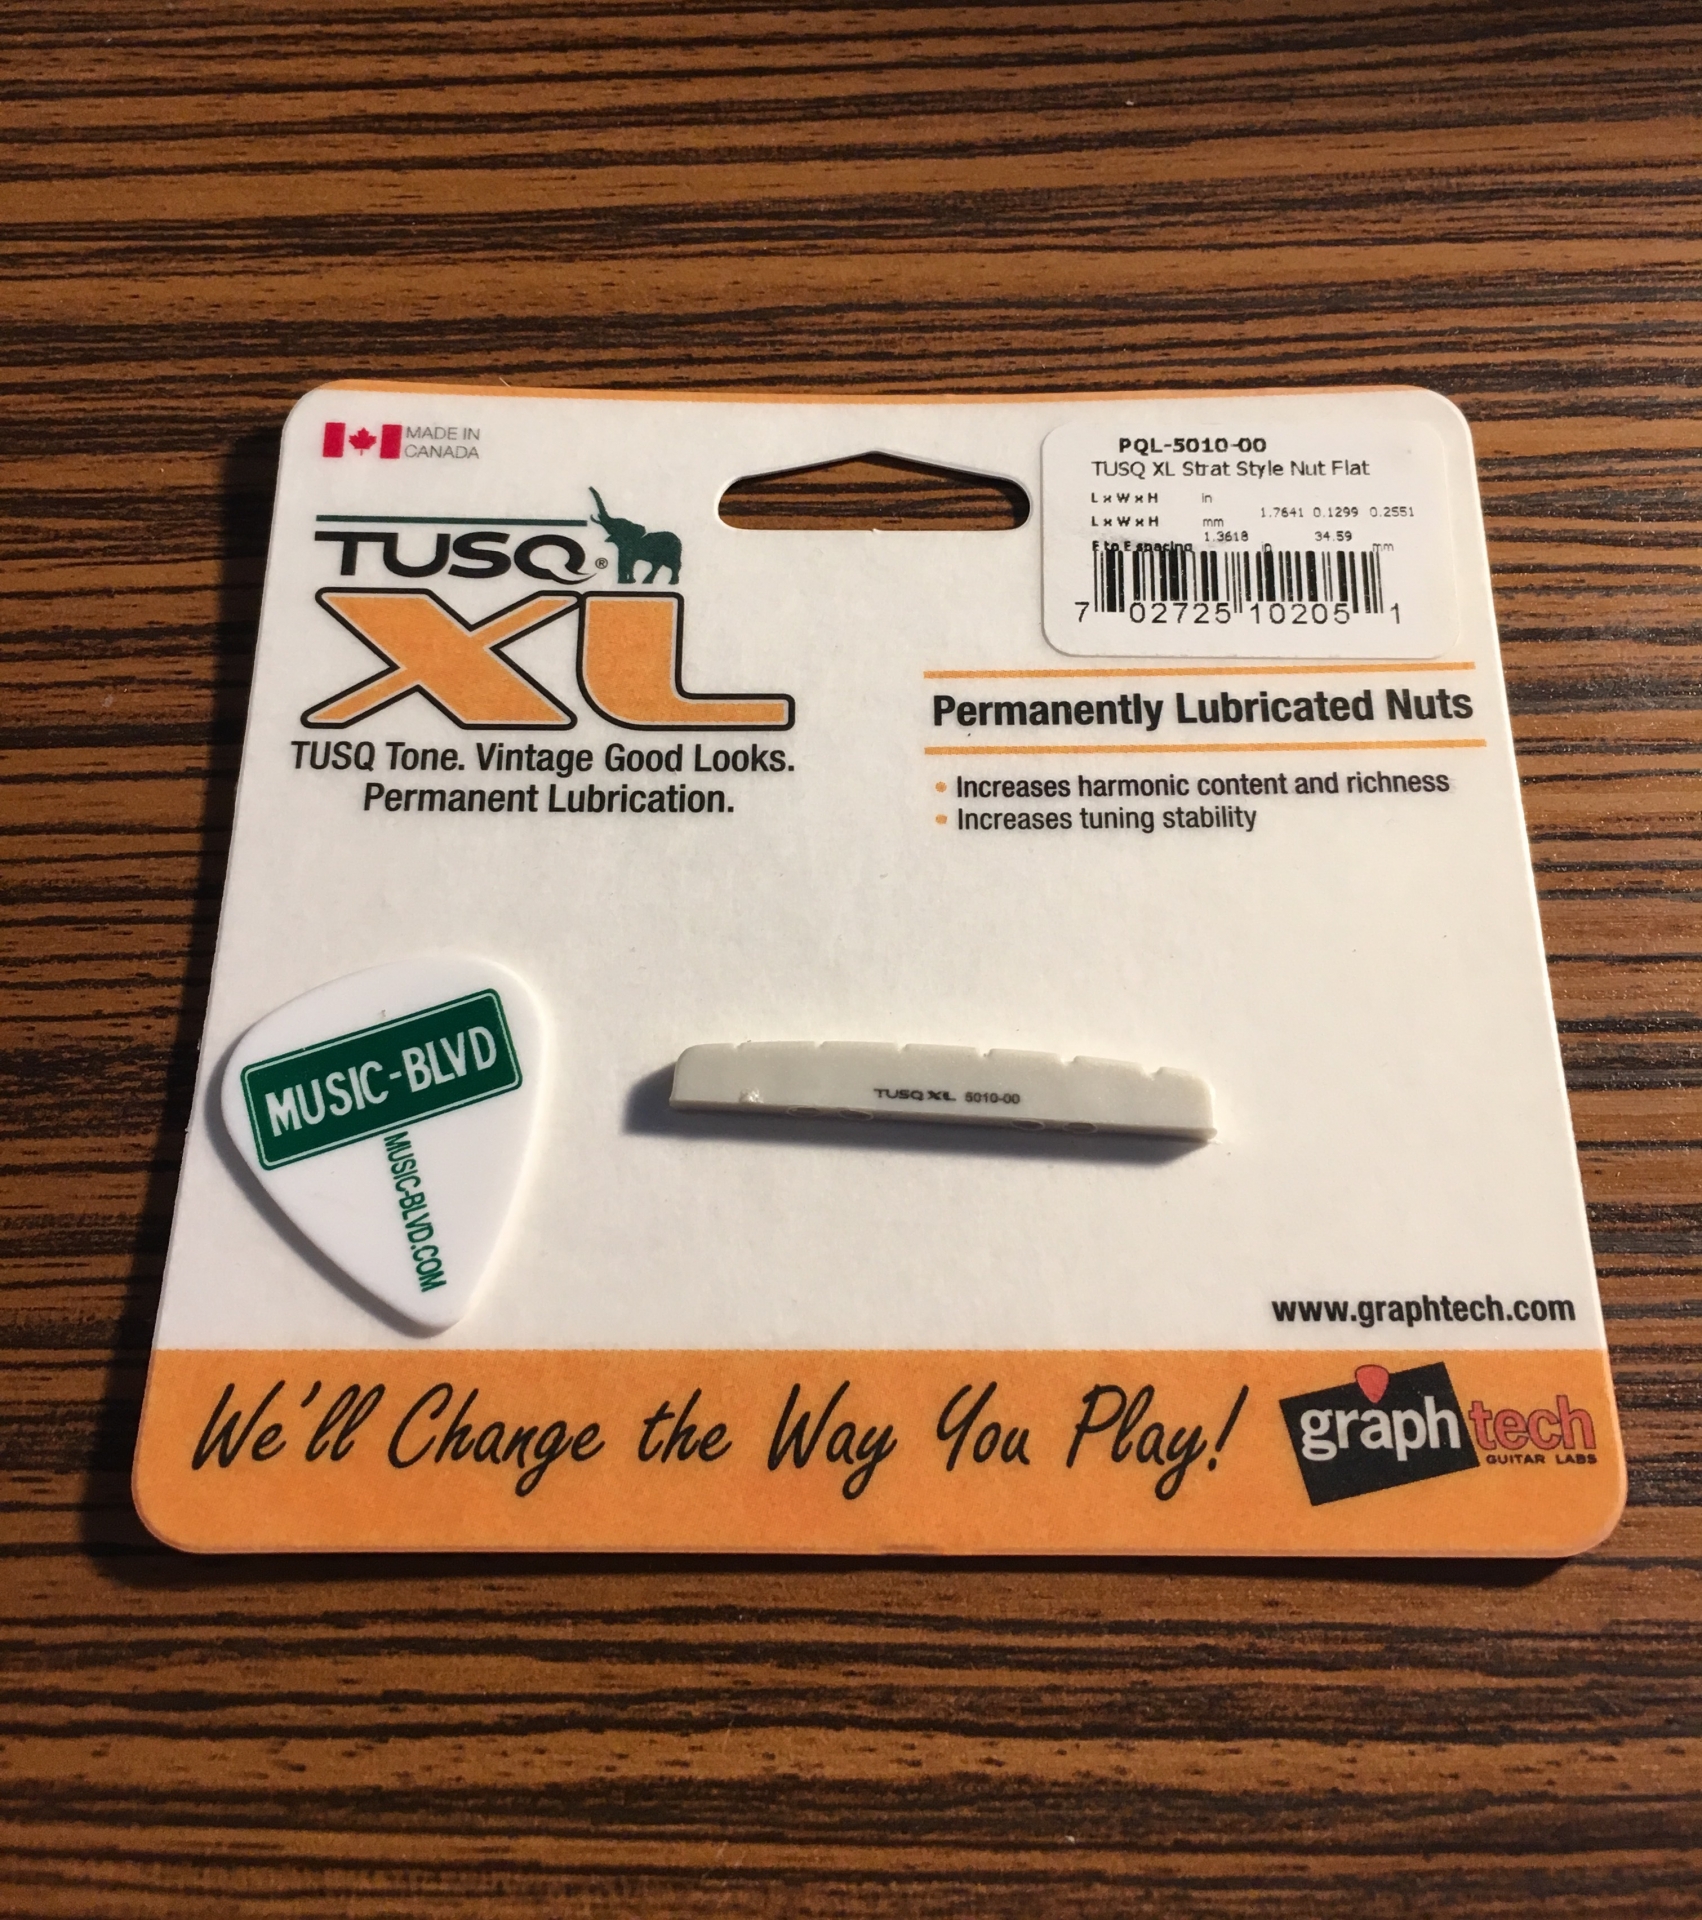 MADE IN
CANADA
TUSQ®
XL
TUSQ Tone. Vintage Good Looks.
Permanent Lubrication.
PQL-5010-00
TUSQ XL Strat Style Nut Flat
L x W x H in
1.7641 0.1299 0.2551
L x W x H mm
1.3618 in 34.59 mm
E to E spacing
7 02725 10205 1
Permanently Lubricated Nuts
• Increases harmonic content and richness
• Increases tuning stability
MUSIC-BLVD
MUSIC-BLVD.COM
TUSQ XL 5010-00
www.graphtech.com
We'll Change the Way You Play!
graphtech
GUITAR LABS